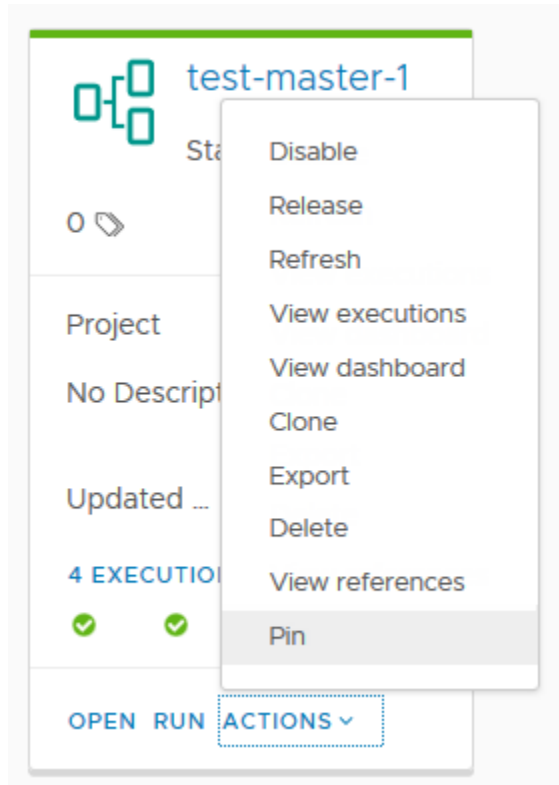 test-master-1
Sta
0
Project
No Descript
Updated ...
4 EXECUTIO
OPEN RUN ACTIONS
Disable
Release
Refresh
View executions
View dashboard
Clone
Export
Delete
View references
Pin